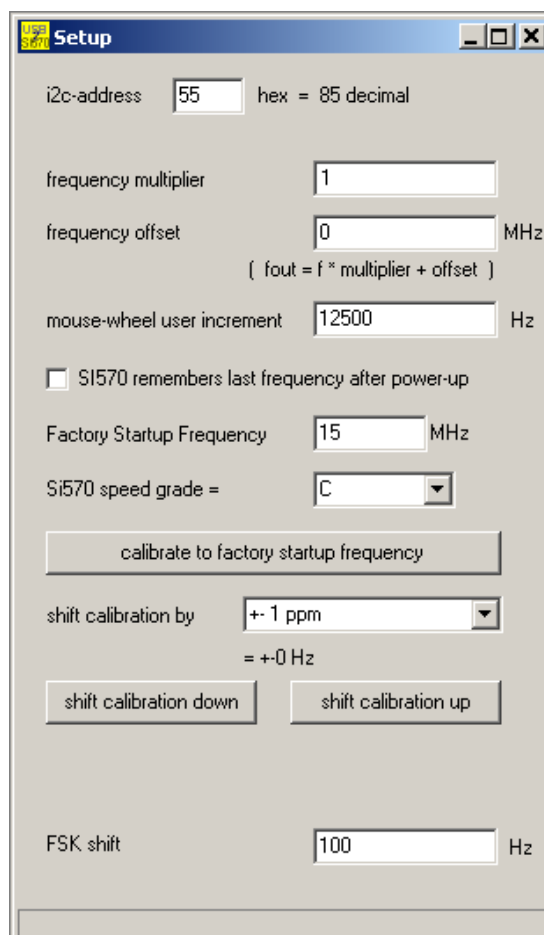 USB
Si570
Setup
i2c-address 55 hex = 85 decimal
frequency multiplier 1
frequency offset 0 MHz
( fout = f * multiplier + offset )
mouse-wheel user increment 12500 Hz
SI570 remembers last frequency after power-up
Factory Startup Frequency 15 MHz
Si570 speed grade = C
calibrate to factory startup frequency
shift calibration by +- 1 ppm
= +-0 Hz
shift calibration down shift calibration up
FSK shift 100 Hz